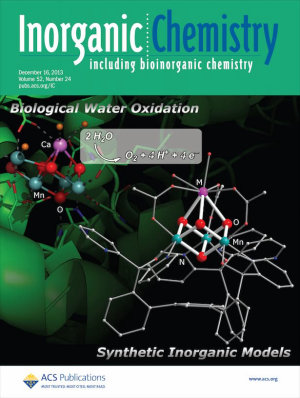 Inorganic Chemistry
including bioinorganic chemistry
December 16, 2013
Volume 52, Number 24
pubs.acs.org/IC
Biological Water Oxidation
2 H₂O
O₂ + 4 H⁺ + 4 e⁻
Ca
Mn
O
M
O
Mn
N
Synthetic Inorganic Models
ACS Publications
MOST TRUSTED. MOST CITED. MOST READ.
www.acs.org